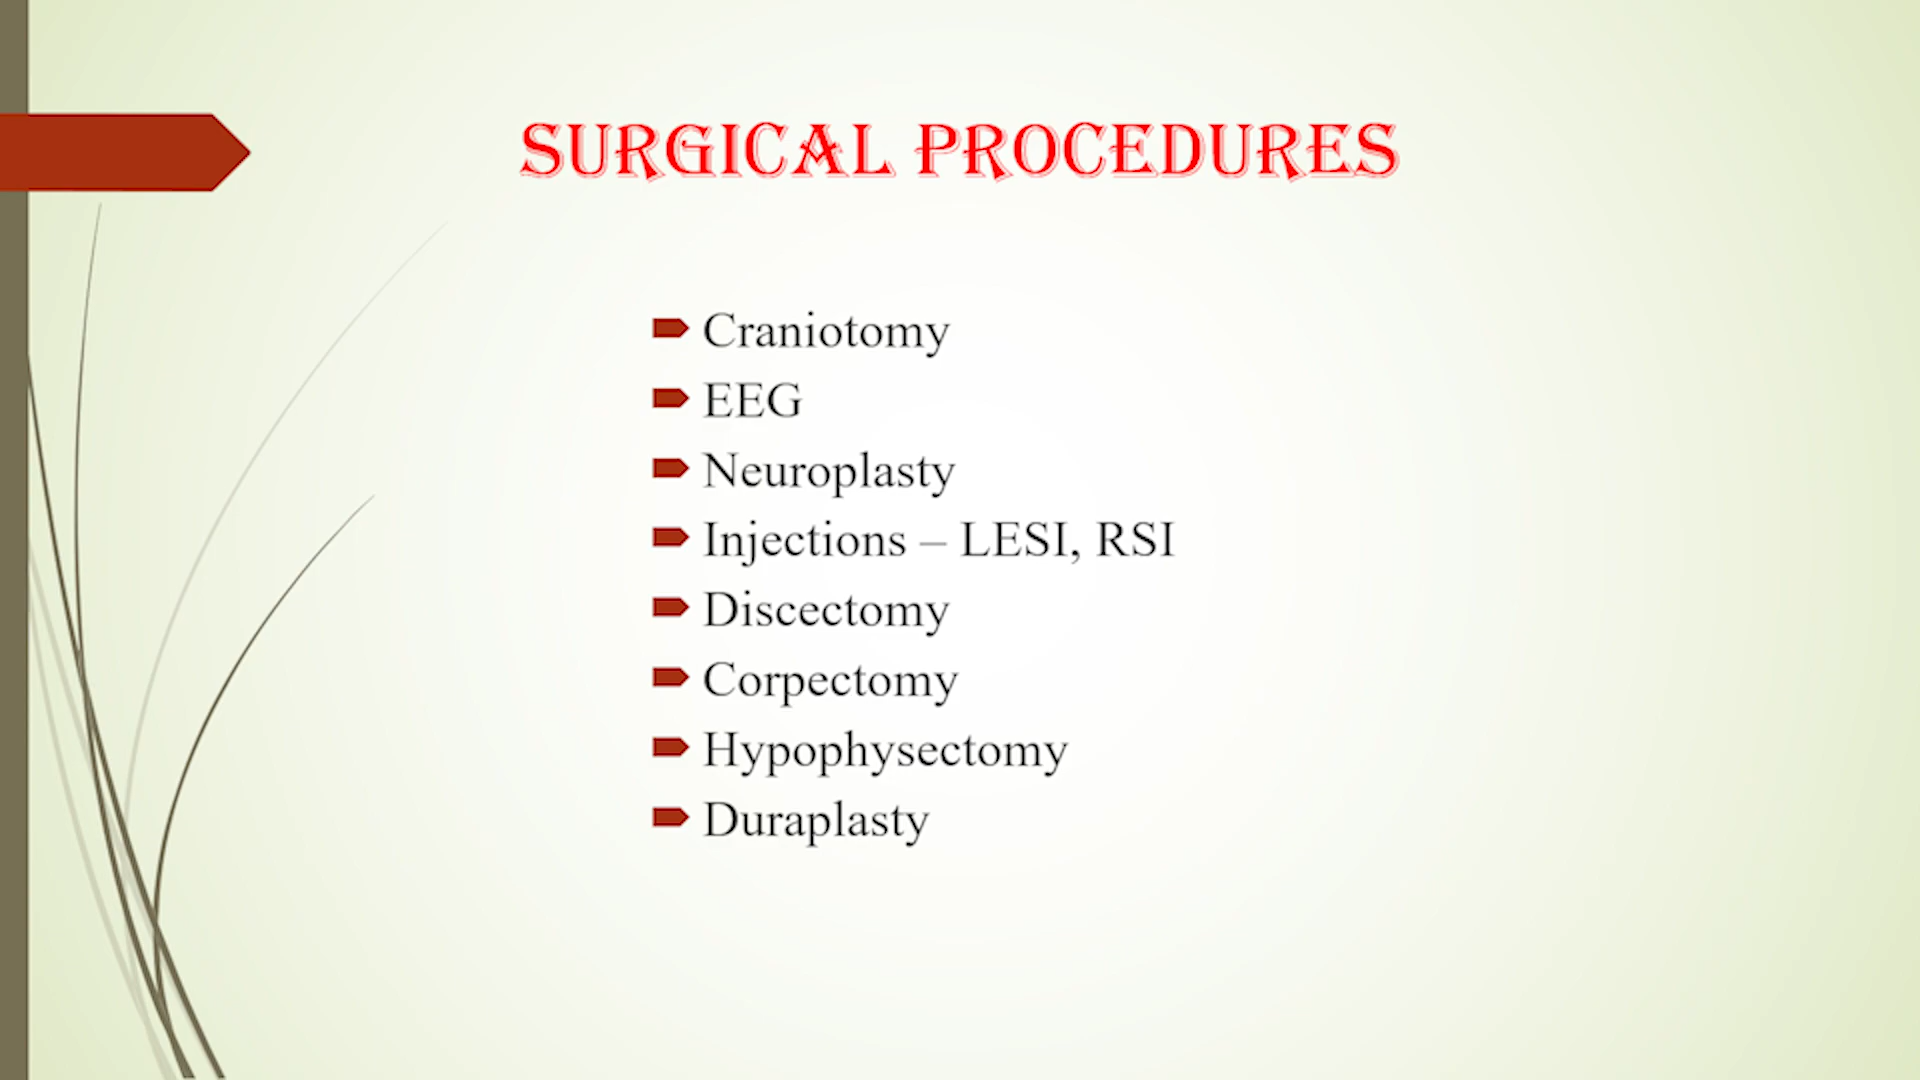 SURGICAL PROCEDURES
Craniotomy
EEG
Neuroplasty
Injections – LESI, RSI
Discectomy
Corpectomy
Hypophysectomy
Duraplasty